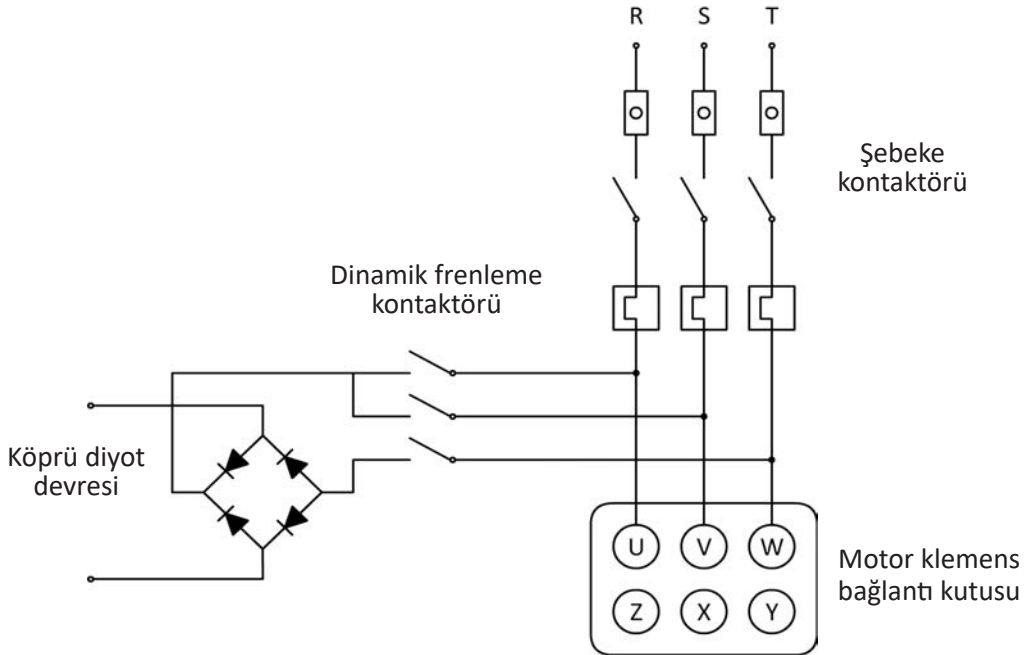 R S T
Şebeke
kontaktörü
Dinamik frenleme
kontaktörü
Köprü diyot
devresi
U V W
Z X Y
Motor klemens
bağlantı kutusu